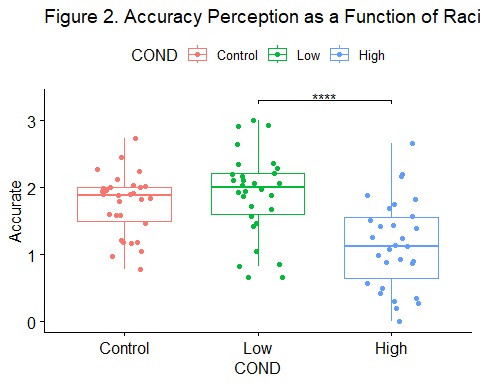 Figure 2. Accuracy Perception as a Function of Raci
COND Control Low High
****
3
2
1
0
Accurate
Control Low High
COND